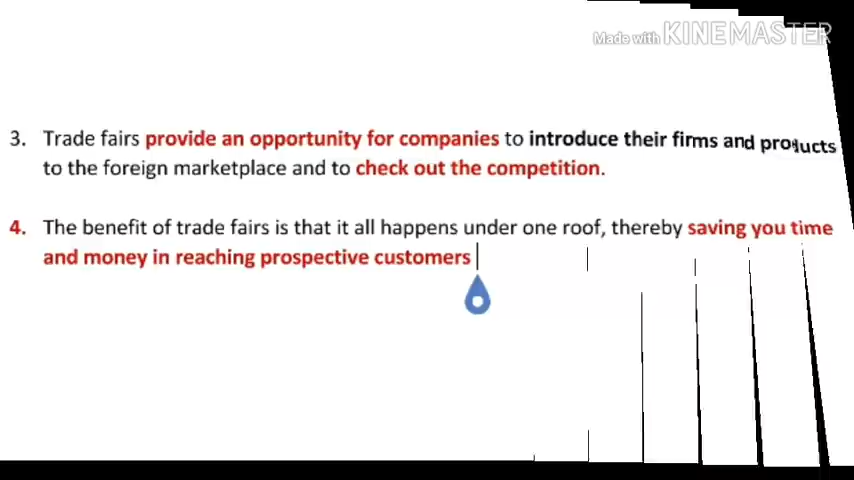 Made with KINEMASTER
3. Trade fairs provide an opportunity for companies to introduce their firms and products
to the foreign marketplace and to check out the competition.
4. The benefit of trade fairs is that it all happens under one roof, thereby saving you time
and money in reaching prospective customers